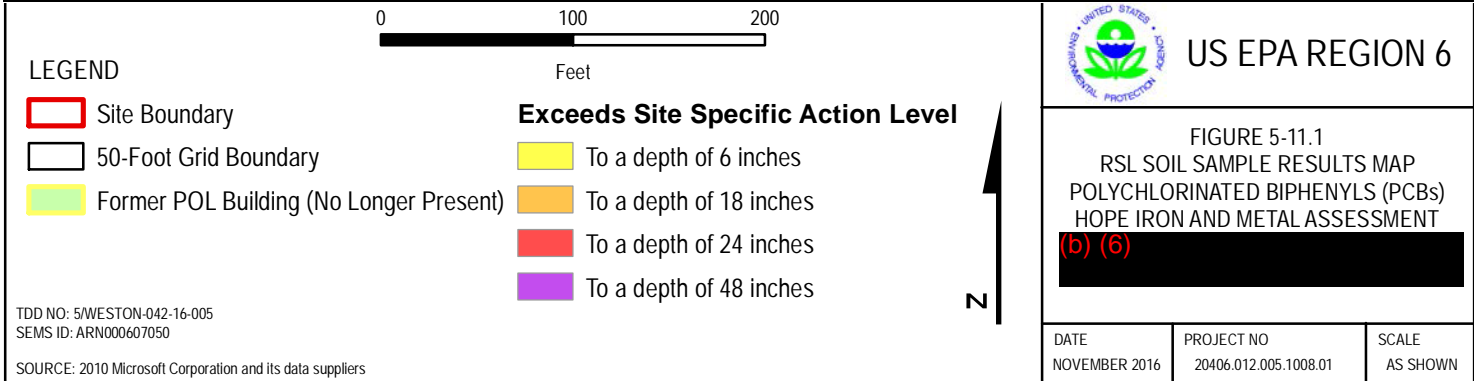 0 100 200
Feet
LEGEND
Site Boundary
50-Foot Grid Boundary
Former POL Building (No Longer Present)
Exceeds Site Specific Action Level
To a depth of 6 inches
To a depth of 18 inches
To a depth of 24 inches
To a depth of 48 inches
N
TDD NO: 5/WESTON-042-16-005
SEMS ID: ARN000607050
SOURCE: 2010 Microsoft Corporation and its data suppliers
UNITED STATES
ENVIRONMENTAL PROTECTION AGENCY
US EPA REGION 6
FIGURE 5-11.1
RSL SOIL SAMPLE RESULTS MAP
POLYCHLORINATED BIPHENYLS (PCBs)
HOPE IRON AND METAL ASSESSMENT
(b) (6)
DATE
NOVEMBER 2016
PROJECT NO
20406.012.005.1008.01
SCALE
AS SHOWN